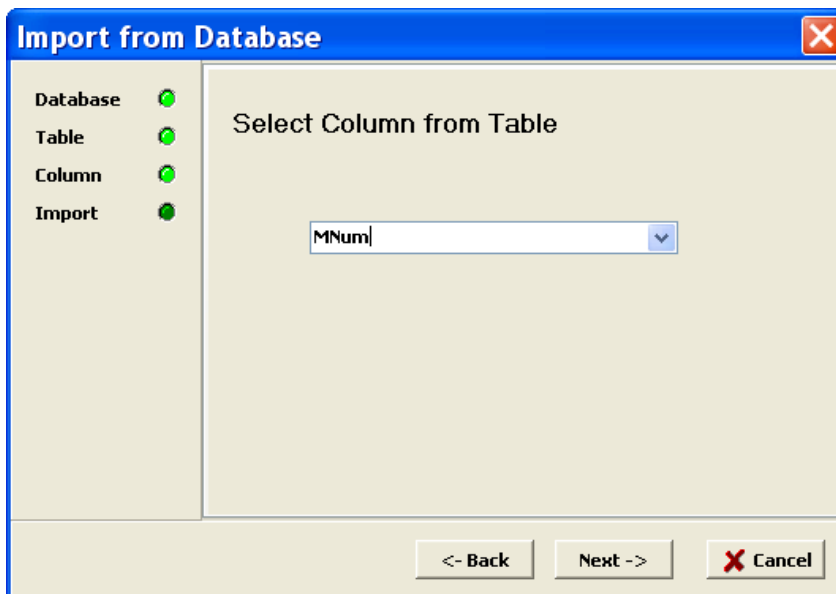 Import from Database
Database
Table
Column
Import
Select Column from Table
MNum
<- Back
Next ->
Cancel